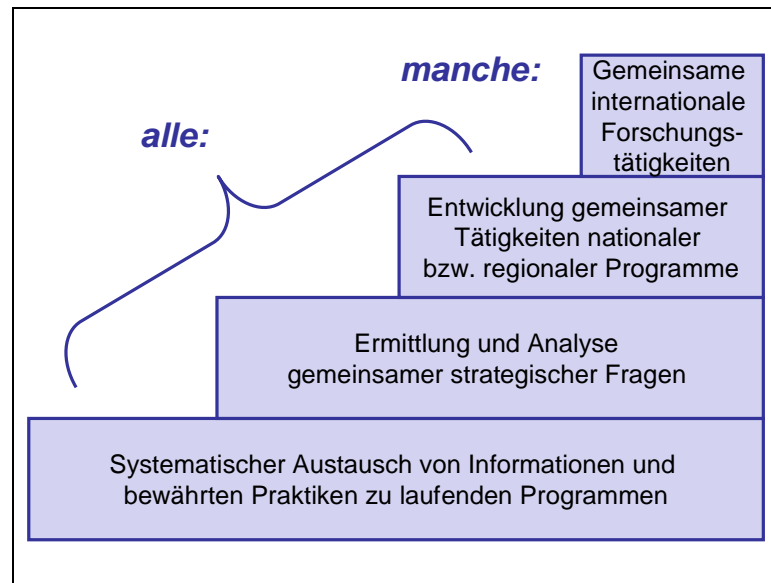 manche:
alle:
Gemeinsame
internationale
Forschungs-
tätigkeiten
Entwicklung gemeinsamer
Tätigkeiten nationaler
bzw. regionaler Programme
Ermittlung und Analyse
gemeinsamer strategischer Fragen
Systematischer Austausch von Informationen und
bewährten Praktiken zu laufenden Programmen